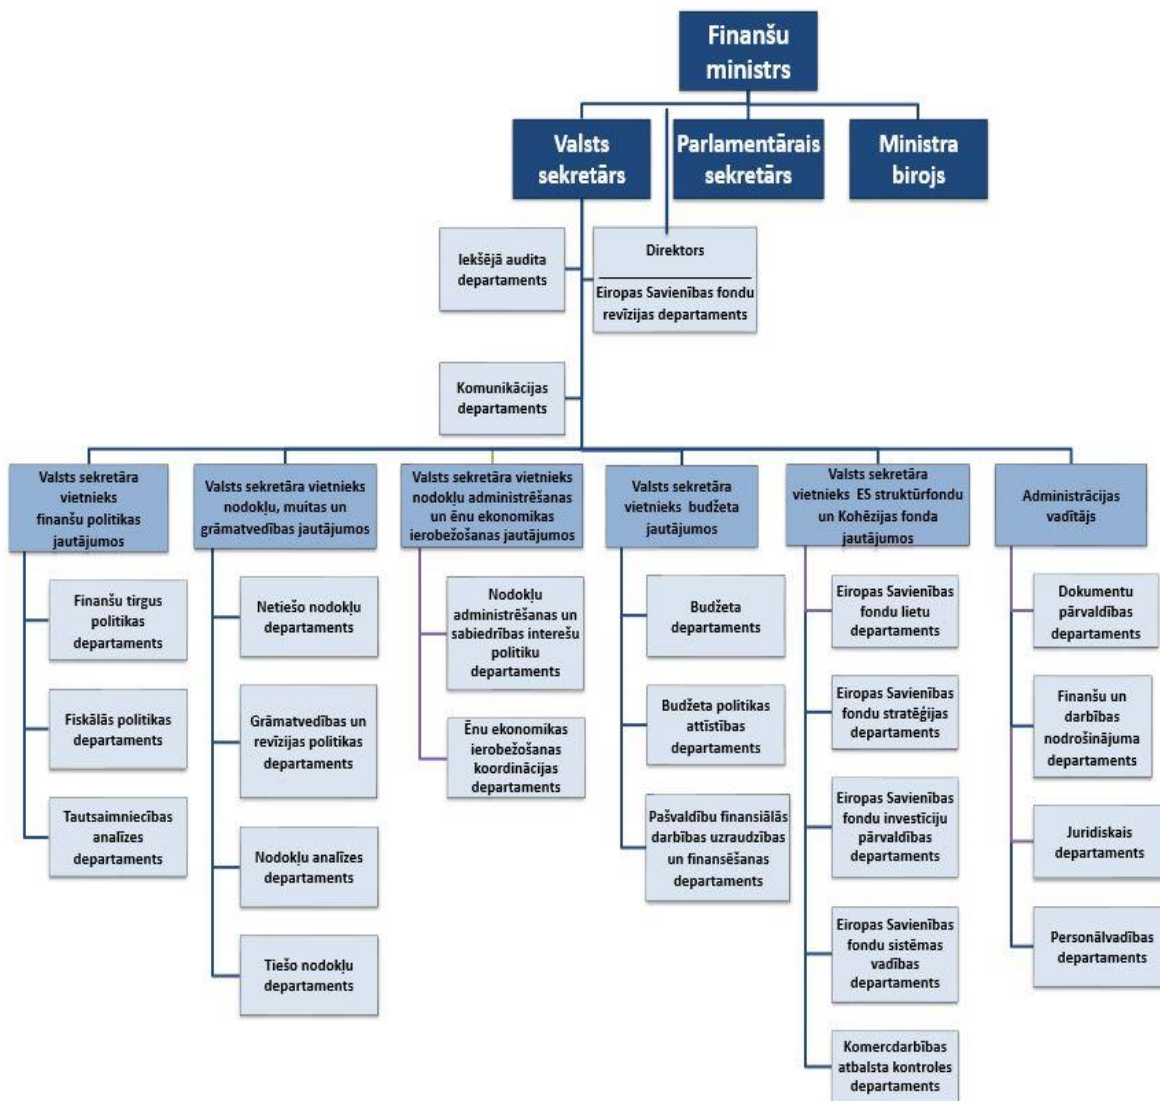 Finanšu
ministrs
Valsts
sekretārs
Parlamentārais
sekretārs
Ministra
birojs
Iekšējā audita
departaments
Direktors
Eiropas Savienības fondu
revīzijas departaments
Komunikācijas
departaments
Valsts sekretāra
vietnieks
finanšu politikas
jautājumos
Valsts sekretāra vietnieks
nodokļu, muitas un
grāmatvedības jautājumos
Valsts sekretāra vietnieks
nodokļu administrēšanas
un ēnu ekonomikas
ierobežošanas jautājumos
Valsts sekretāra
vietnieks budžeta
jautājumos
Valsts sekretāra
vietnieks ES struktūrfondu
un Kohēzijas fonda
jautājumos
Administrācijas
vadītājs
Finanšu tirgus
politikas
departaments
Fiskālās politikas
departaments
Tautsaimniecības
analīzes
departaments
Netiešo nodokļu
departaments
Grāmatvedības un
revīzijas politikas
departaments
Nodokļu analīzes
departaments
Tiešo nodokļu
departaments
Nodokļu
administrēšanas un
sabiedrības interešu
politiku
departaments
Ēnu ekonomikas
ierobežošanas
koordinācijas
departaments
Budžeta
departaments
Budžeta politikas
attīstības
departaments
Pašvaldību finansiālās
darbības uzraudzības
un finansēšanas
departaments
Eiropas Savienības
fondu lietu
departaments
Eiropas Savienības
fondu stratēģijas
departaments
Eiropas Savienības
fondu investīciju
pārvaldības
departaments
Eiropas Savienības
fondu sistēmas
vadības
departaments
Komercdarbības
atbalsta kontroles
departaments
Dokumentu
pārvaldības
departaments
Finanšu un
darbības
nodrošinājuma
departaments
Juridiskais
departaments
Personālvadības
departaments